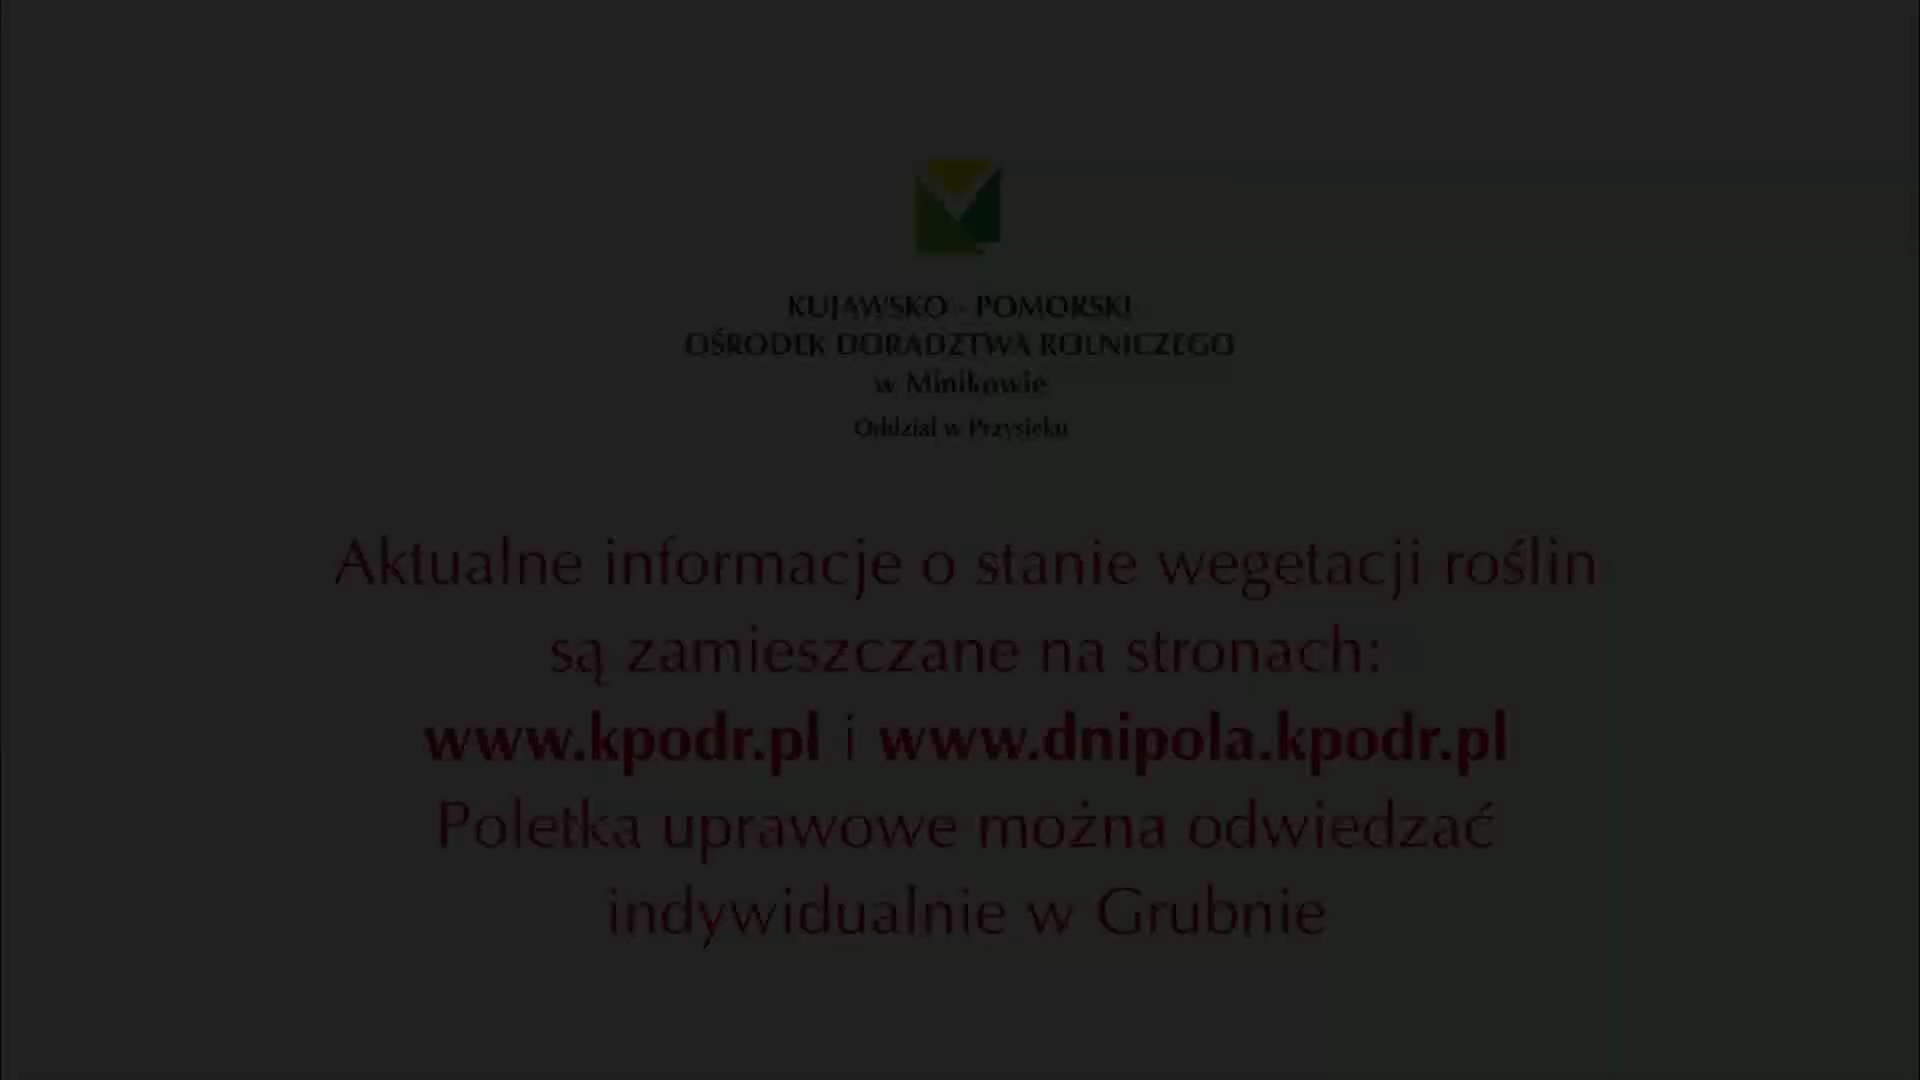 KUJAWSKO - POMORSKI
OŚRODEK DORADZTWA ROLNICZEGO
w Minikowie
Oddział w Przysieku
Aktualne informacje o stanie wegetacji roślin
są zamieszczane na stronach:
www.kpodr.pl i www.dnipola.kpodr.pl
Poletka uprawowe można odwiedzać
indywidualnie w Grubnie